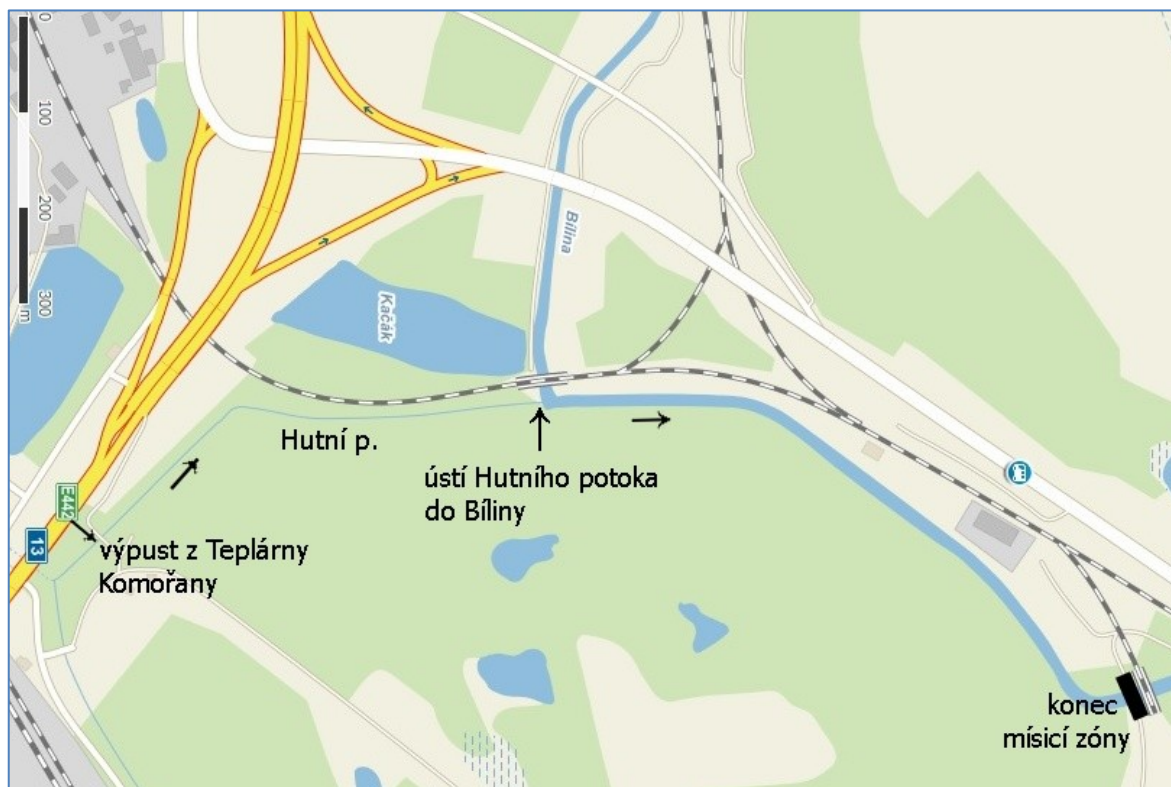 0
100
200
300
m
Bílina
Kačák
Hutní p.
ústí Hutního potoka
do Bíliny
E442
13
výpust z Teplárny
Komořany
konec
mísicí zóny